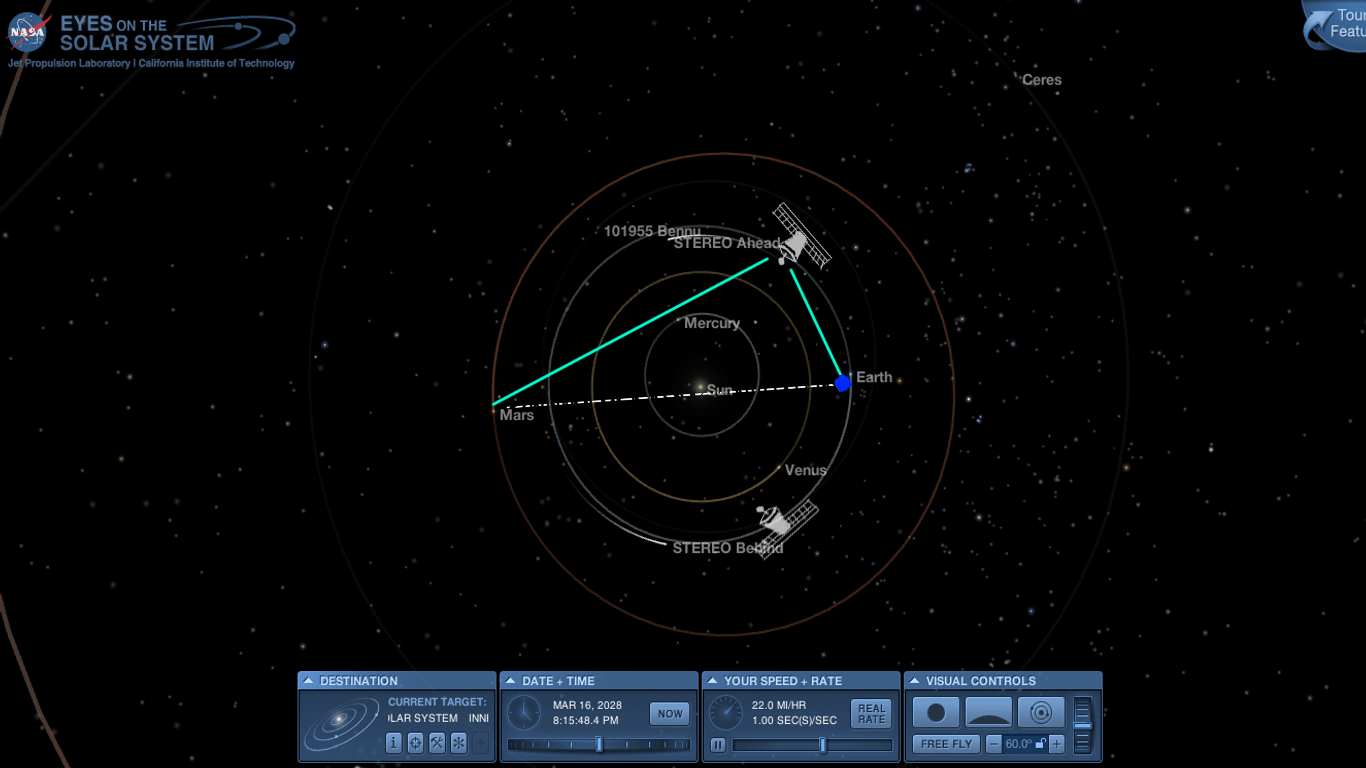 NASA
EYES ON THE
SOLAR SYSTEM
Jet Propulsion Laboratory | California Institute of Technology
Tour
Featu
Ceres
101955 Bennu
STEREO Ahead
Mercury
Sun
Earth
Mars
Venus
STEREO Behind
DESTINATION
CURRENT TARGET:
LAR SYSTEM INNI
DATE + TIME
MAR 16, 2028
8:15:48.4 PM
NOW
YOUR SPEED + RATE
22.0 MI/HR
1.00 SEC(S)/SEC
REAL
RATE
VISUAL CONTROLS
FREE FLY
60.0°